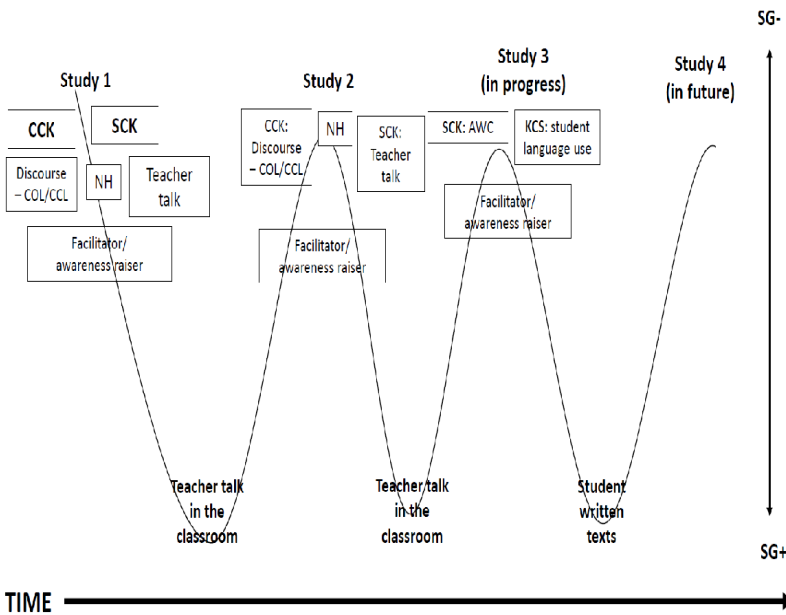 SG-
Study 1
Study 2
Study 3
(in progress)
Study 4
(in future)
CCK
SCK
Discourse
– COL/CCL
NH
Teacher
talk
Facilitator/
awareness raiser
CCK:
Discourse
– COL/CCL
NH
SCK:
Teacher
talk
Facilitator/
awareness raiser
SCK: AWC
KCS: student
language use
Facilitator/
awareness raiser
Teacher talk
in the
classroom
Teacher talk
in the
classroom
Student
written
texts
SG+
TIME